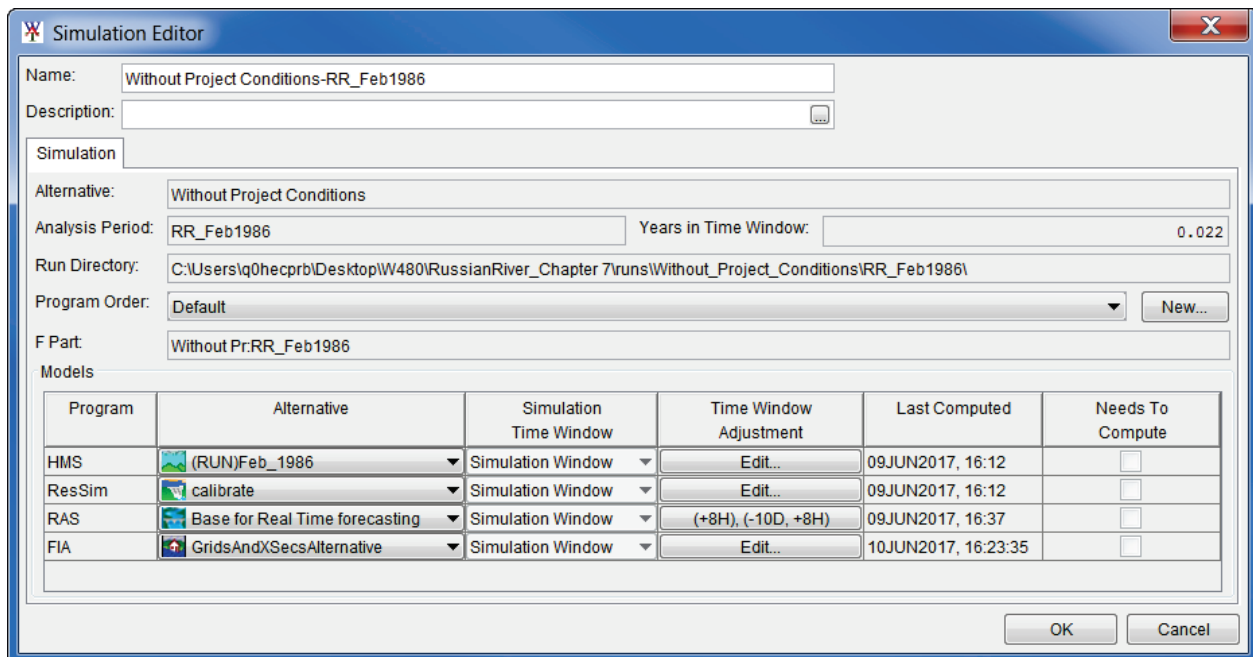 Simulation Editor
Name: Without Project Conditions-RR_Feb1986
Description: ...
Simulation
Alternative: Without Project Conditions
Analysis Period: RR_Feb1986 Years in Time Window: 0.022
Run Directory: C:\Users\q0hecprb\Desktop\W480\RussianRiver_Chapter 7\runs\Without_Project_Conditions\RR_Feb1986\
Program Order: Default New...
F Part: Without Pr:RR_Feb1986
Models
Program Alternative Simulation Time Window Last Computed Needs To
Time Window Adjustment Compute
HMS (RUN)Feb_1986 Simulation Window Edit... 09JUN2017, 16:12
ResSim calibrate Simulation Window Edit... 09JUN2017, 16:12
RAS Base for Real Time forecasting Simulation Window (+8H), (-10D, +8H) 09JUN2017, 16:37
FIA GridsAndXSecsAlternative Simulation Window Edit... 10JUN2017, 16:23:35
OK Cancel